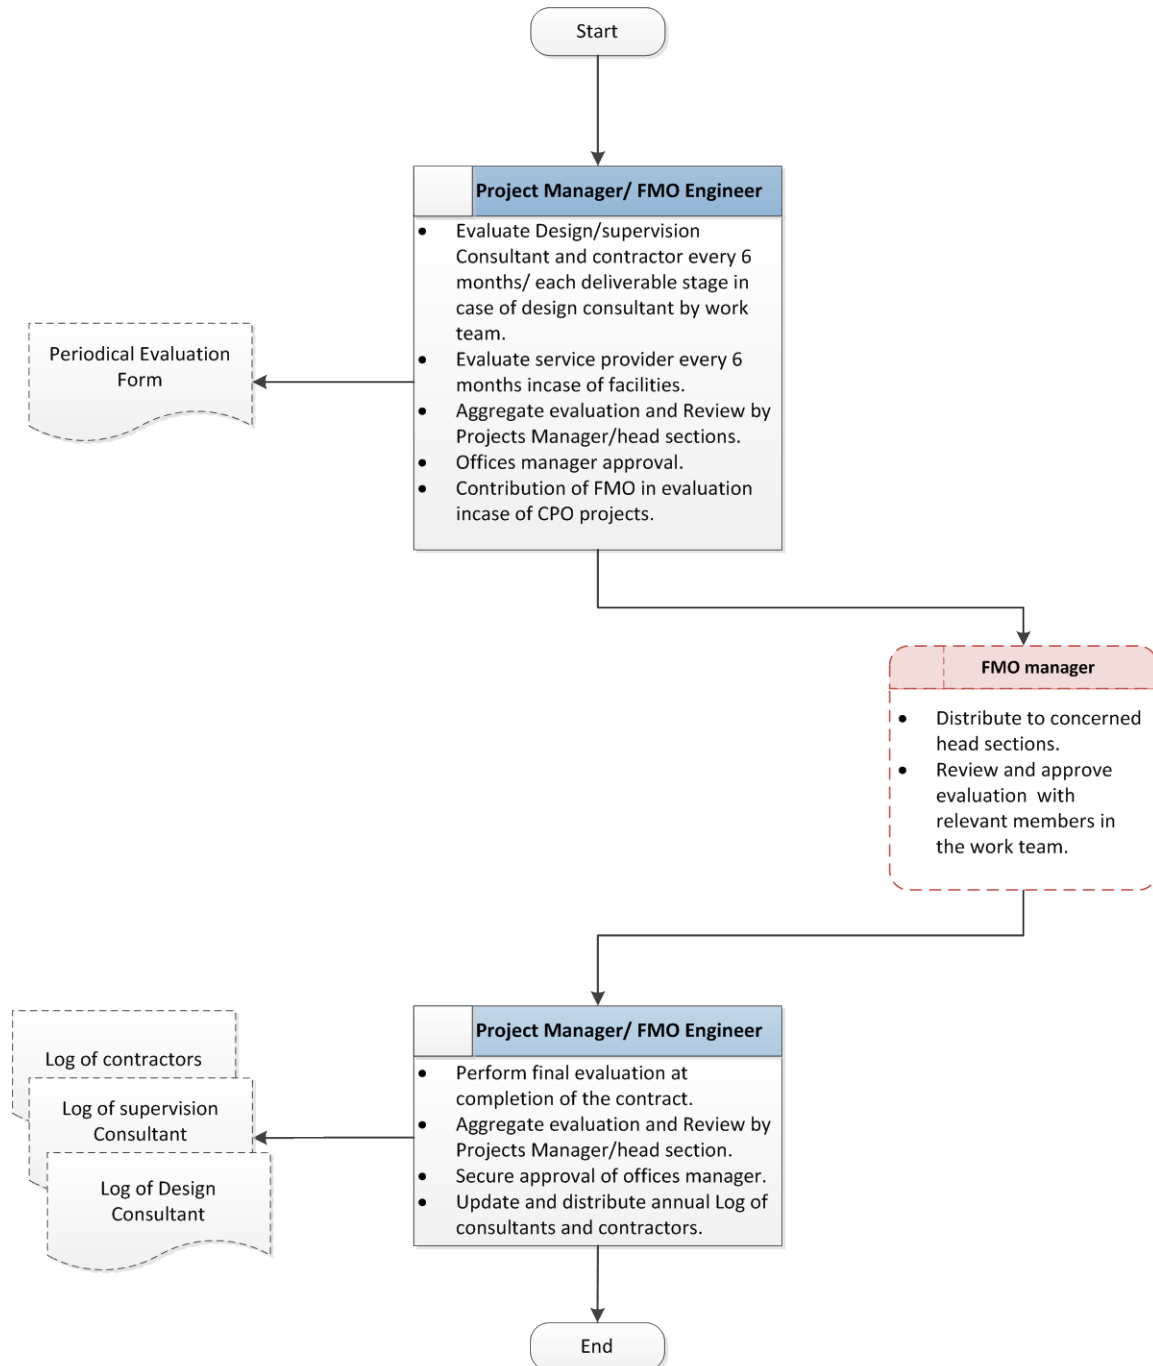 Start
Project Manager/ FMO Engineer
• Evaluate Design/supervision
Consultant and contractor every 6
months/ each deliverable stage in
case of design consultant by work
team.
• Evaluate service provider every 6
months incase of facilities.
• Aggregate evaluation and Review by
Projects Manager/head sections.
• Offices manager approval.
• Contribution of FMO in evaluation
incase of CPO projects.
Periodical Evaluation
Form
FMO manager
• Distribute to concerned
head sections.
• Review and approve
evaluation with
relevant members in
the work team.
Project Manager/ FMO Engineer
• Perform final evaluation at
completion of the contract.
• Aggregate evaluation and Review by
Projects Manager/head section.
• Secure approval of offices manager.
• Update and distribute annual Log of
consultants and contractors.
Log of contractors
Log of supervision
Consultant
Log of Design
Consultant
End